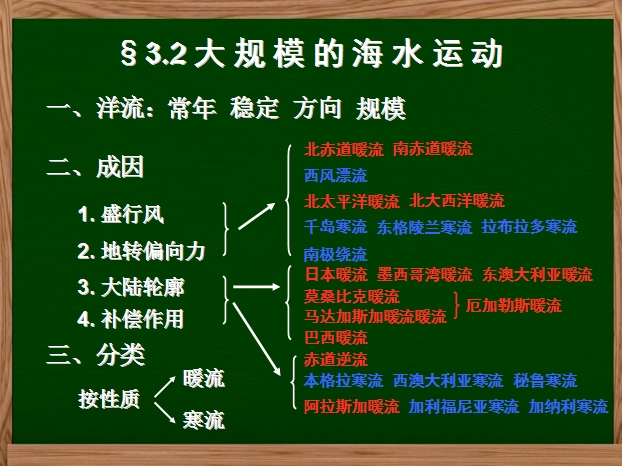 §3.2大规模的海水运动
一、洋流：常年 稳定 方向 规模
二、成因
1. 盛行风
2. 地转偏向力
3. 大陆轮廓
4. 补偿作用
北赤道暖流 南赤道暖流
西风漂流
北太平洋暖流 北大西洋暖流
千岛寒流 东格陵兰寒流 拉布拉多寒流
南极绕流
日本暖流 墨西哥湾暖流 东澳大利亚暖流
莫桑比克暖流
马达加斯加暖流暖流
厄加勒斯暖流
巴西暖流
赤道逆流
本格拉寒流 西澳大利亚寒流 秘鲁寒流
阿拉斯加暖流 加利福尼亚寒流 加纳利寒流
三、分类
按性质
暖流
寒流